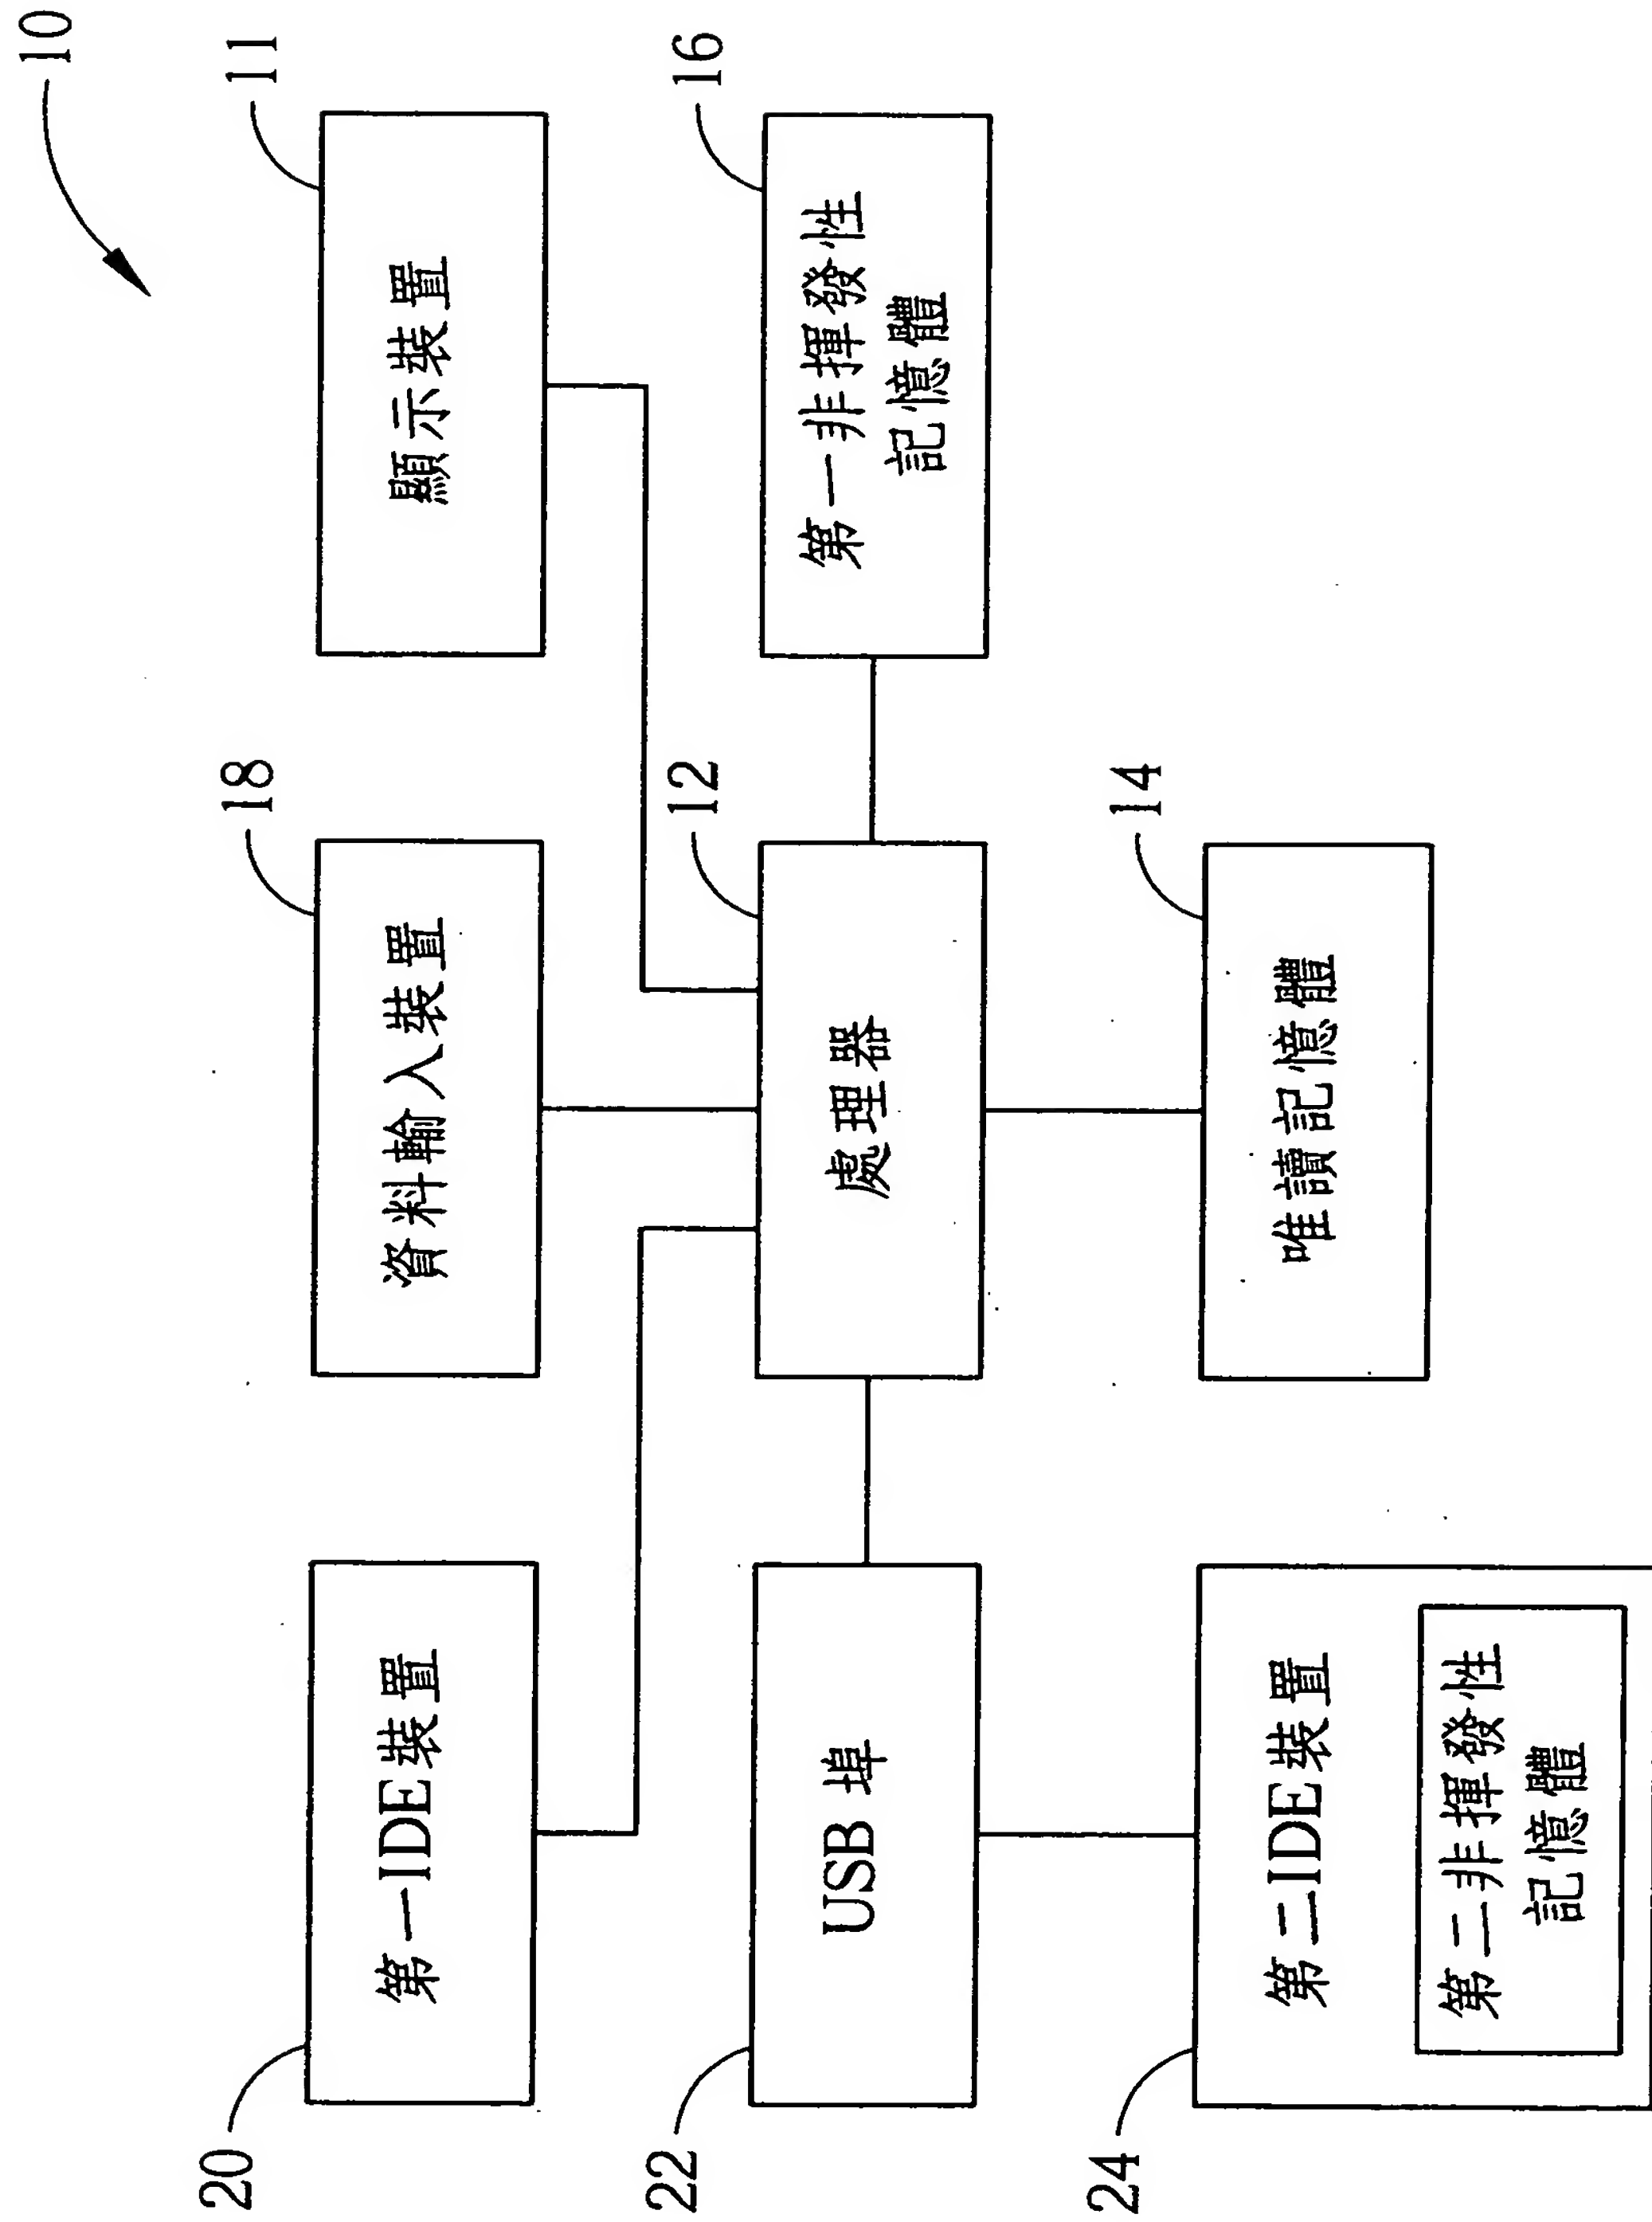 10
20
第一IDE裝置
18
資料輸入裝置
11
顯示裝置
22
USB 埠
12
處理器
16
第一非揮發性
記憶體
24
第二IDE裝置
第二非揮發性
記憶體
14
唯讀記憶體